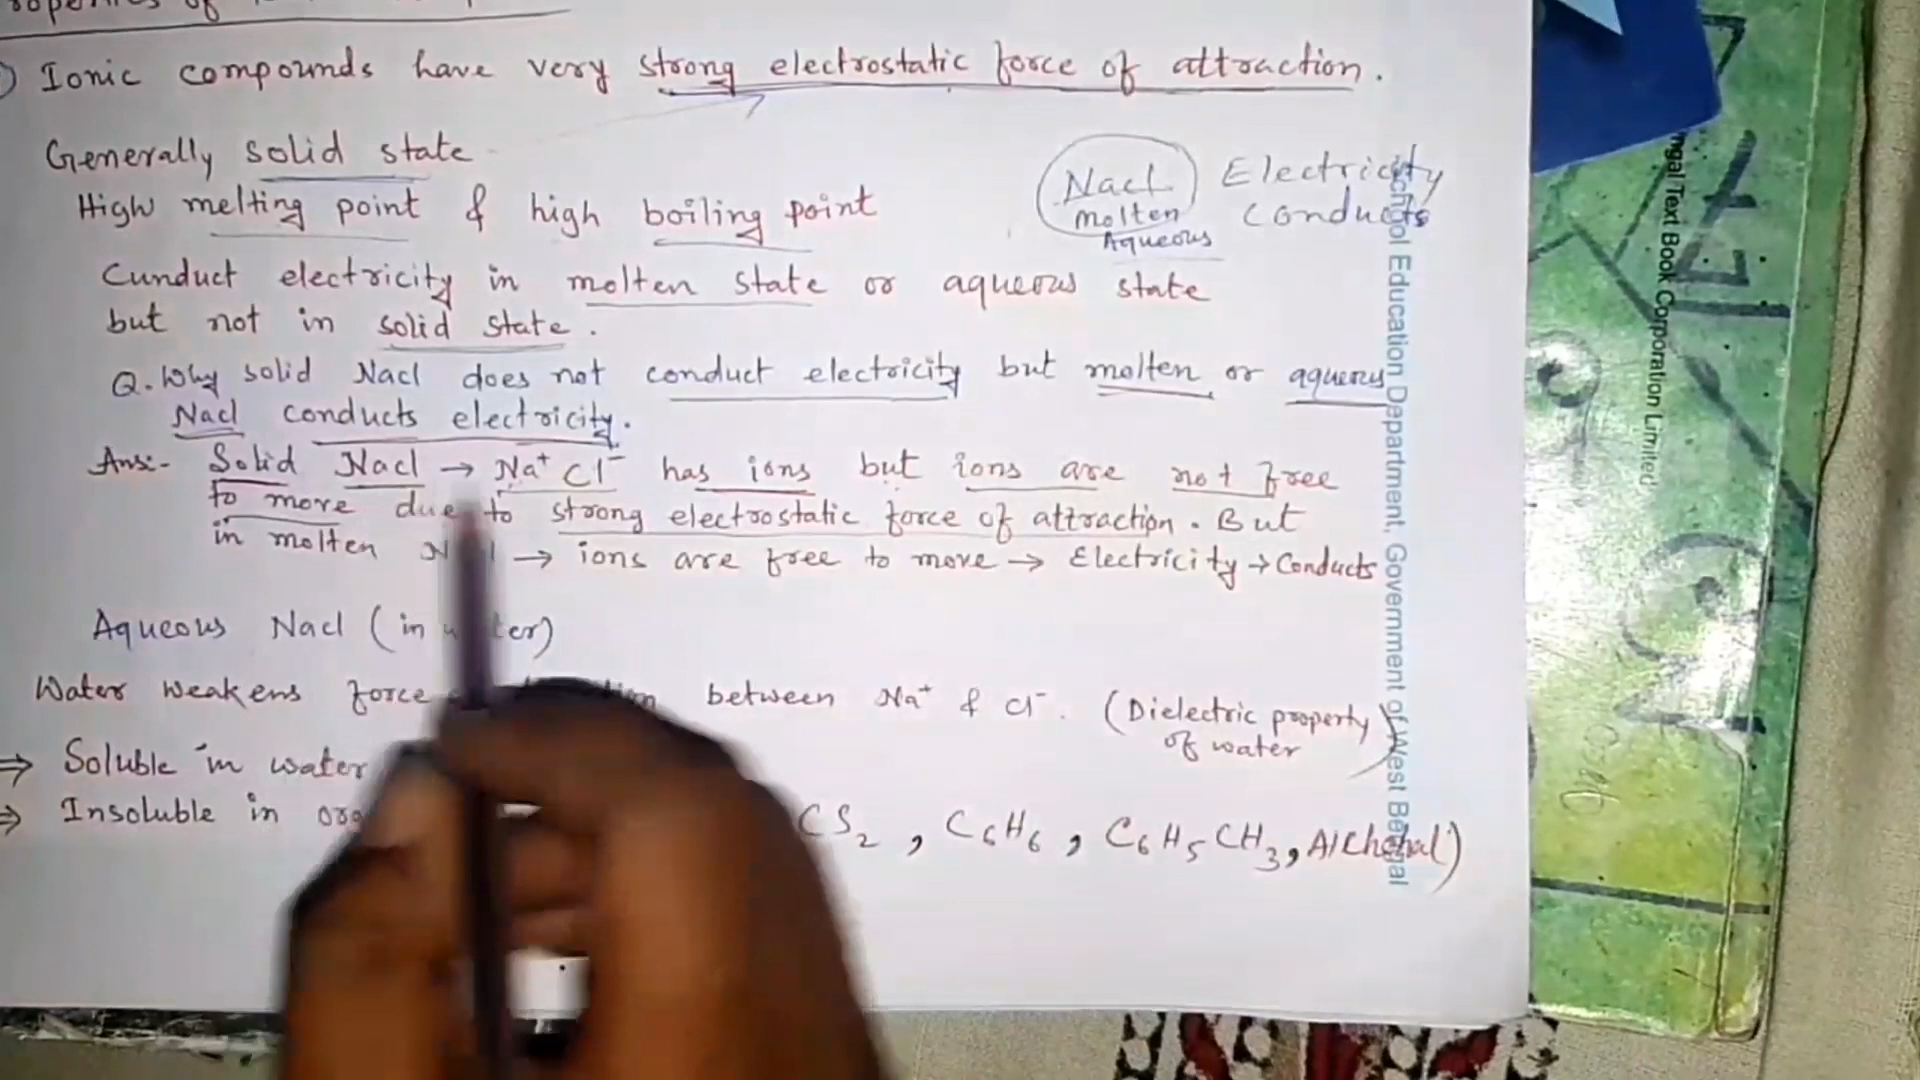 Ionic compounds have very strong electrostatic force of attraction.
Generally solid state
High melting point & high boiling point
Nacl Electricity
molten Conducts
Aqueous
Cunduct electricity in molten state or aqueous state
but not in solid state.
Q. Why solid Nacl does not conduct electricity but molten or aqueous
Nacl conducts electricity.
Ans:- Solid Nacl → Na⁺ Cl⁻ has ions but ions are not free
to move due to strong electrostatic force of attraction. But
in molten → ions are free to move → Electricity → Conducts
Aqueous Nacl (in
Water weakens force between Na⁺ & Cl⁻. (Dielectric property
of water)
⇒ Soluble in water
⇒ Insoluble in CS₂, C₆H₆, C₆H₅CH₃, Alchohal)
School Education Department, Government of West Bengal
Text Book Corporation Limited